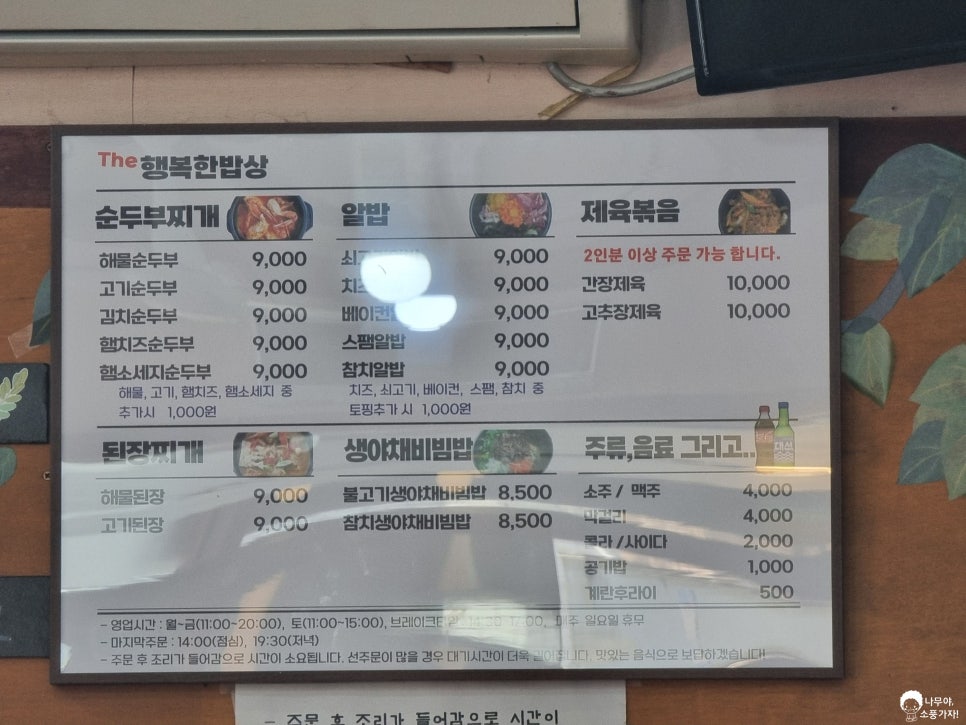 The 행복한밥상
순두부찌개
해물순두부 9,000
고기순두부 9,000
김치순두부 9,000
햄치즈순두부 9,000
햄소세지순두부 9,000
해물, 고기, 햄치즈, 햄소세지 중
추가시 1,000원
알밥
9,000
9,000
9,000
스팸알밥 9,000
참치알밥 9,000
치즈, 쇠고기, 베이컨, 스팸, 참치 중
토핑추가 시 1,000원
제육볶음
2인분 이상 주문 가능 합니다.
간장제육 10,000
고추장제육 10,000
된장찌개
해물된장 9,000
고기된장 9,000
생야채비빔밥
불고기생야채비빔밥 8,500
참치생야채비빔밥 8,500
주류,음료 그리고..
소주 / 맥주 4,000
막걸리 4,000
콜라 /사이다 2,000
공기밥 1,000
계란후라이 500
- 영업시간 : 월~금(11:00~20:00), 토(11:00~15:00), 매주 일요일 휴무
- 마지막주문 : 14:00(점심), 19:30(저녁)
- 주문 후 조리가 들어감으로 시간이 소요됩니다. 선주문이 많을 경우 대기시간이 더욱 맛있는 음식으로 보답하겠습니다!
- 주문 후 조리가 들어감으로 시간이
나무야,
소풍가자!